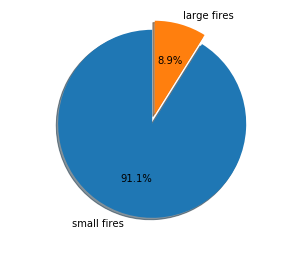 large fires
8.9%
91.1%
small fires